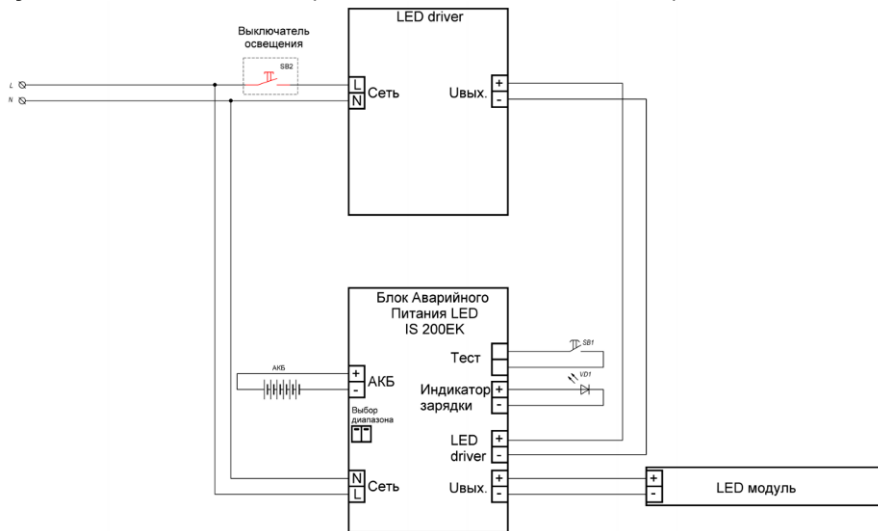 LED driver
Выключатель
освещения
SB2
L
N
L
N
Сеть
Uвых.
+
-
Блок Аварийного
Питания LED
IS 200EK
Тест
SB1
АКБ
+
-
АКБ
Индикатор
зарядки
+
-
VD1
Выбор
диапазона
LED
driver
+
-
N
L
Сеть
Uвых.
+
-
+
-
LED модуль